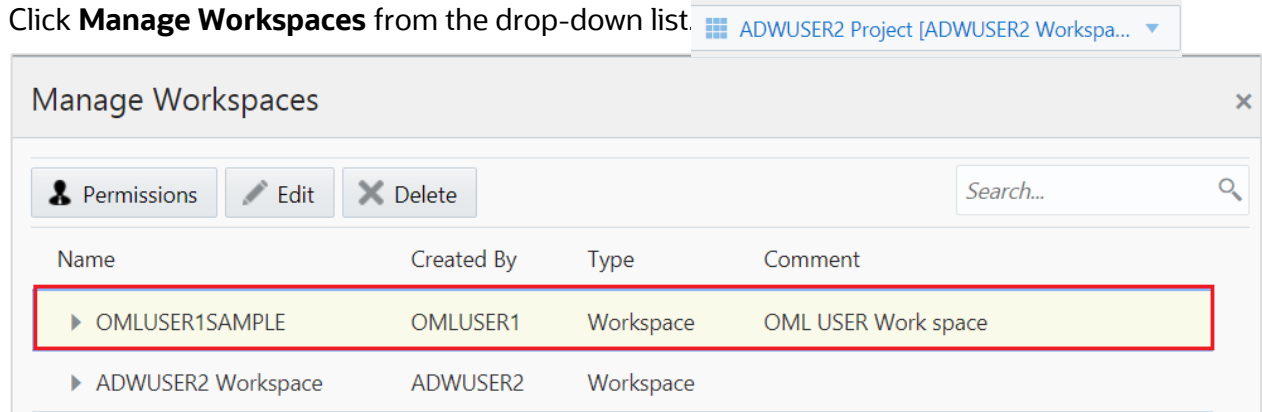 Click Manage Workspaces from the drop-down list.
ADWUSER2 Project [ADWUSER2 Workspa...
Manage Workspaces
Permissions Edit Delete Search...
Name Created By Type Comment
OMLUSER1SAMPLE OMLUSER1 Workspace OML USER Work space
ADWUSER2 Workspace ADWUSER2 Workspace